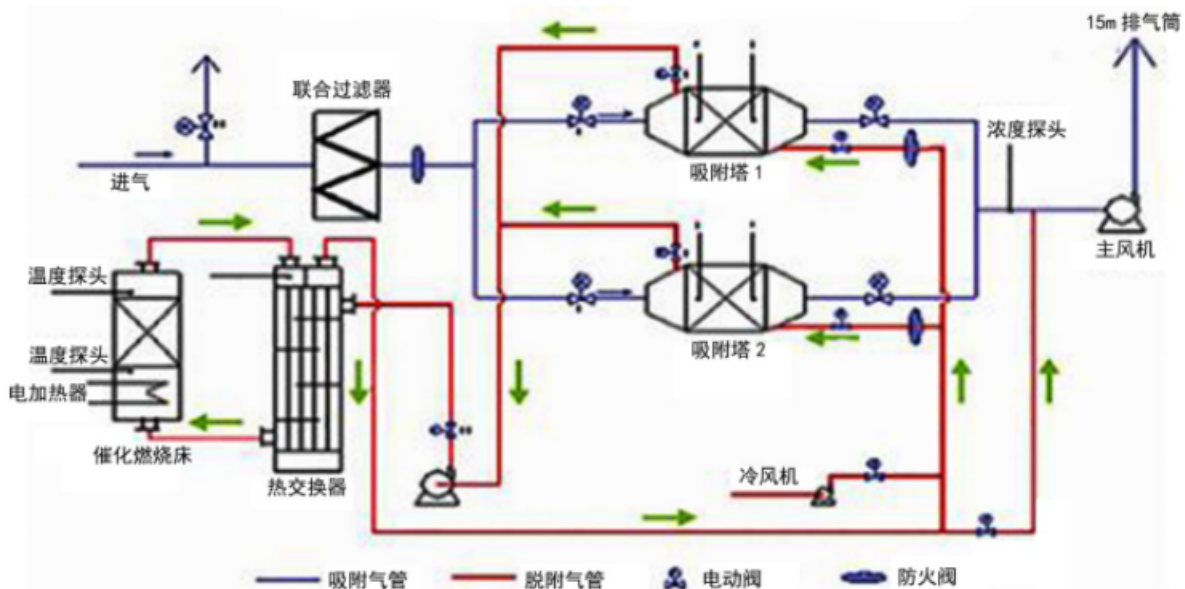 15m 排气筒
联合过滤器
浓度探头
进气
吸附塔 1
主风机
温度探头
温度探头
吸附塔 2
电加热器
催化燃烧床
热交换器
冷风机
吸附气管
脱附气管
电动阀
防火阀